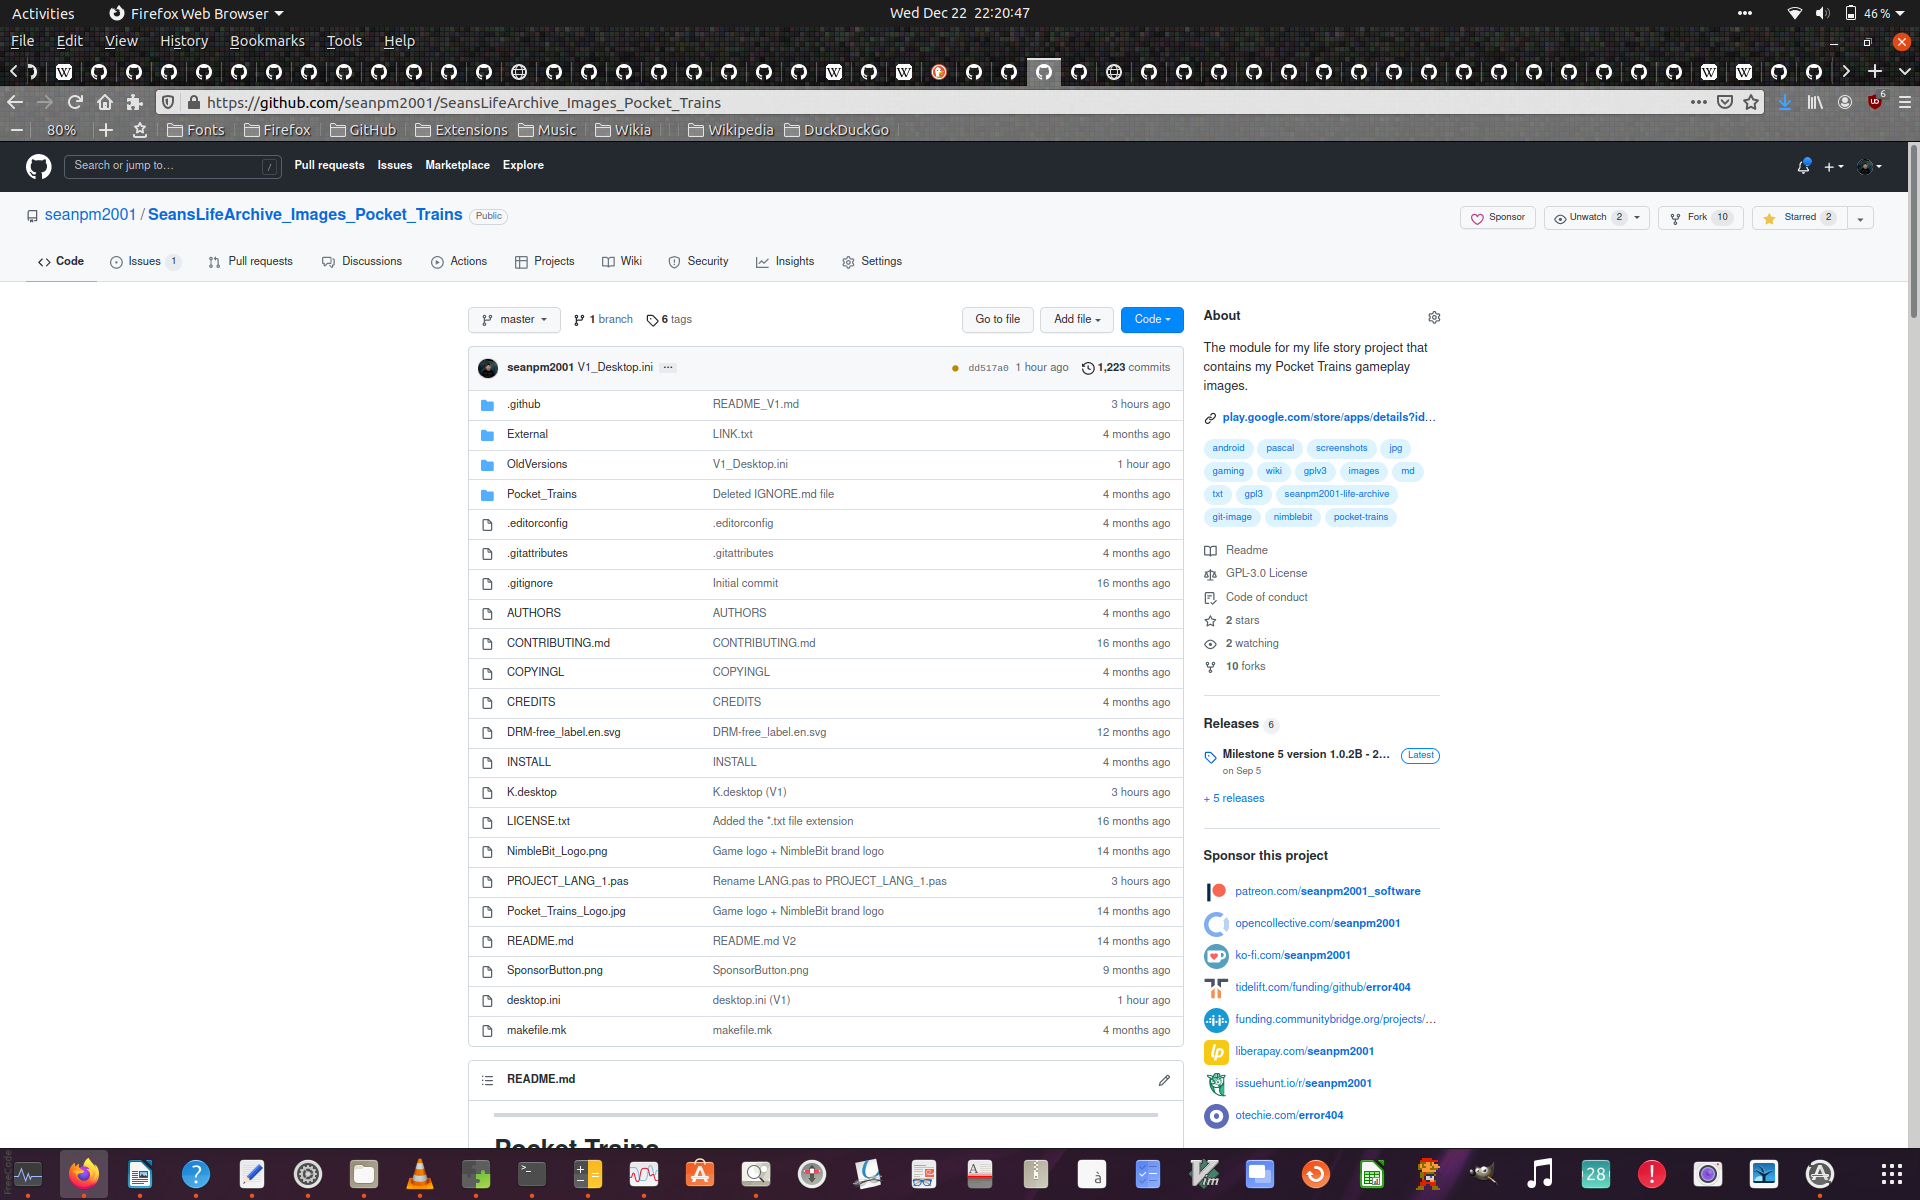 Activities Firefox Web Browser Wed Dec 22 22:20:47 46 %
File Edit View History Bookmarks Tools Help
https://github.com/seanpm2001/SeansLifeArchive_Images_Pocket_Trains 6
80% Fonts Firefox GitHub Extensions Music Wikia Wikipedia DuckDuckGo
Search or jump to... / Pull requests Issues Marketplace Explore
seanpm2001 / SeansLifeArchive_Images_Pocket_Trains Public Sponsor Unwatch 2 Fork 10 Starred 2
Code Issues 1 Pull requests Discussions Actions Projects Wiki Security Insights Settings
master 1 branch 6 tags Go to file Add file Code
seanpm2001 V1_Desktop.ini ... dd517a0 1 hour ago 1,223 commits
.github README_V1.md 3 hours ago
External LINK.txt 4 months ago
OldVersions V1_Desktop.ini 1 hour ago
Pocket_Trains Deleted IGNORE.md file 4 months ago
.editorconfig .editorconfig 4 months ago
.gitattributes .gitattributes 4 months ago
.gitignore Initial commit 16 months ago
AUTHORS AUTHORS 4 months ago
CONTRIBUTING.md CONTRIBUTING.md 16 months ago
COPYINGL COPYINGL 4 months ago
CREDITS CREDITS 4 months ago
DRM-free_label.en.svg DRM-free_label.en.svg 12 months ago
INSTALL INSTALL 4 months ago
K.desktop K.desktop (V1) 3 hours ago
LICENSE.txt Added the *.txt file extension 16 months ago
NimbleBit_Logo.png Game logo + NimbleBit brand logo 14 months ago
PROJECT_LANG_1.pas Rename LANG.pas to PROJECT_LANG_1.pas 3 hours ago
Pocket_Trains_Logo.jpg Game logo + NimbleBit brand logo 14 months ago
README.md README.md V2 14 months ago
SponsorButton.png SponsorButton.png 9 months ago
desktop.ini desktop.ini (V1) 1 hour ago
makefile.mk makefile.mk 4 months ago
README.md
Pocket Trains
About
The module for my life story project that
contains my Pocket Trains gameplay
images.
play.google.com/store/apps/details?id...
android pascal screenshots jpg
gaming wiki gplv3 images md
txt gpl3 seanpm2001-life-archive
git-image nimblebit pocket-trains
Readme
GPL-3.0 License
Code of conduct
2 stars
2 watching
10 forks
Releases 6
Milestone 5 version 1.0.2B - 2... Latest
on Sep 5
+ 5 releases
Sponsor this project
patreon.com/seanpm2001_software
opencollective.com/seanpm2001
ko-fi.com/seanpm2001
tidelift.com/funding/github/error404
funding.communitybridge.org/projects/...
liberapay.com/seanpm2001
issuehunt.io/r/seanpm2001
otechie.com/error404
28